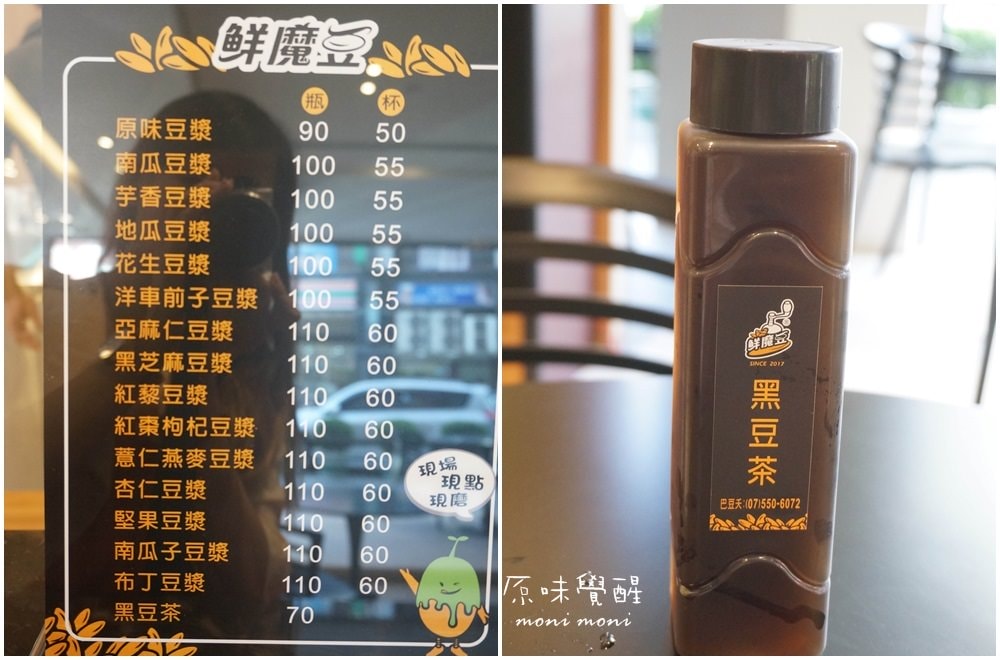 鮮魔豆
瓶 杯
原味豆漿 90 50
南瓜豆漿 100 55
芋香豆漿 100 55
地瓜豆漿 100 55
花生豆漿 100 55
洋車前子豆漿 100 55
亞麻仁豆漿 110 60
黑芝麻豆漿 110 60
紅藜豆漿 110 60
紅棗枸杞豆漿 110 60
薏仁燕麥豆漿 110 60
杏仁豆漿 110 60
堅果豆漿 110 60
南瓜子豆漿 110 60
布丁豆漿 110 60
黑豆茶 70
現場
現點
現磨
鮮魔豆
SINCE 2017
黑豆茶
巴豆夭:(07)550-6072
原味覺醒
moni moni